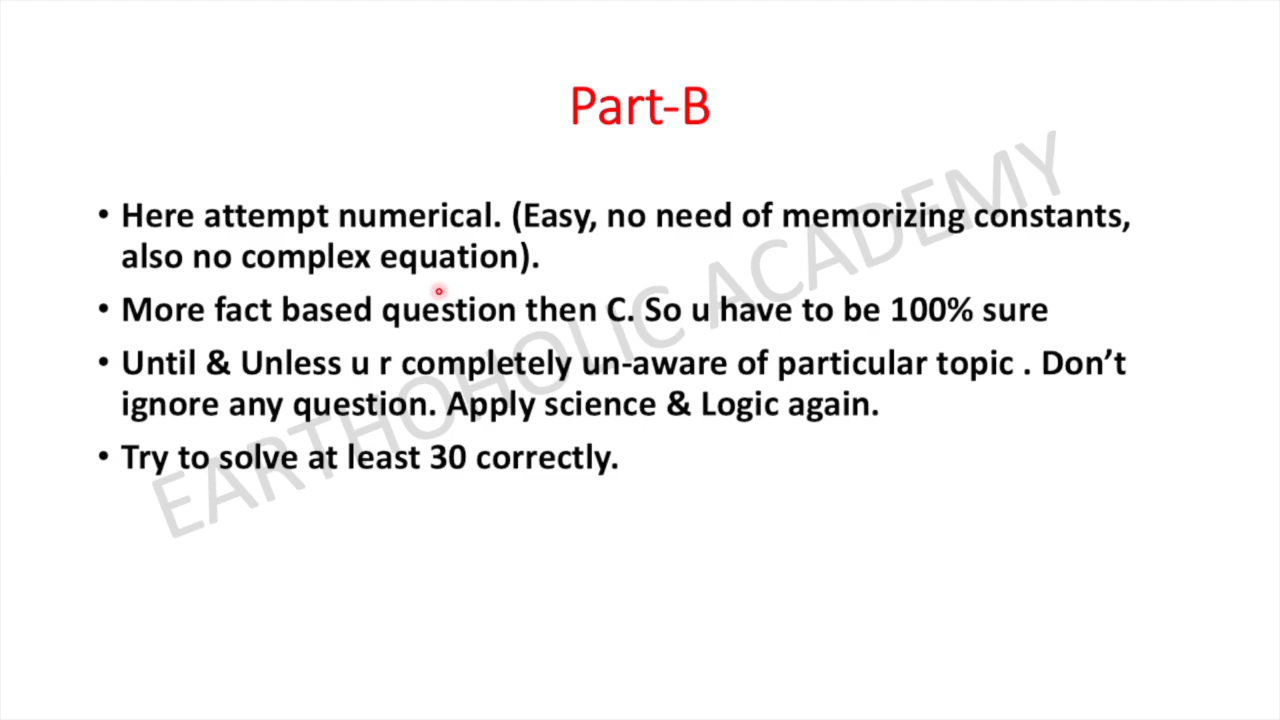 Part-B
• Here attempt numerical. (Easy, no need of memorizing constants,
also no complex equation).
• More fact based question then C. So u have to be 100% sure
• Until & Unless u r completely un-aware of particular topic . Don’t
ignore any question. Apply science & Logic again.
• Try to solve at least 30 correctly.
EARTHOHOLIC ACADEMY